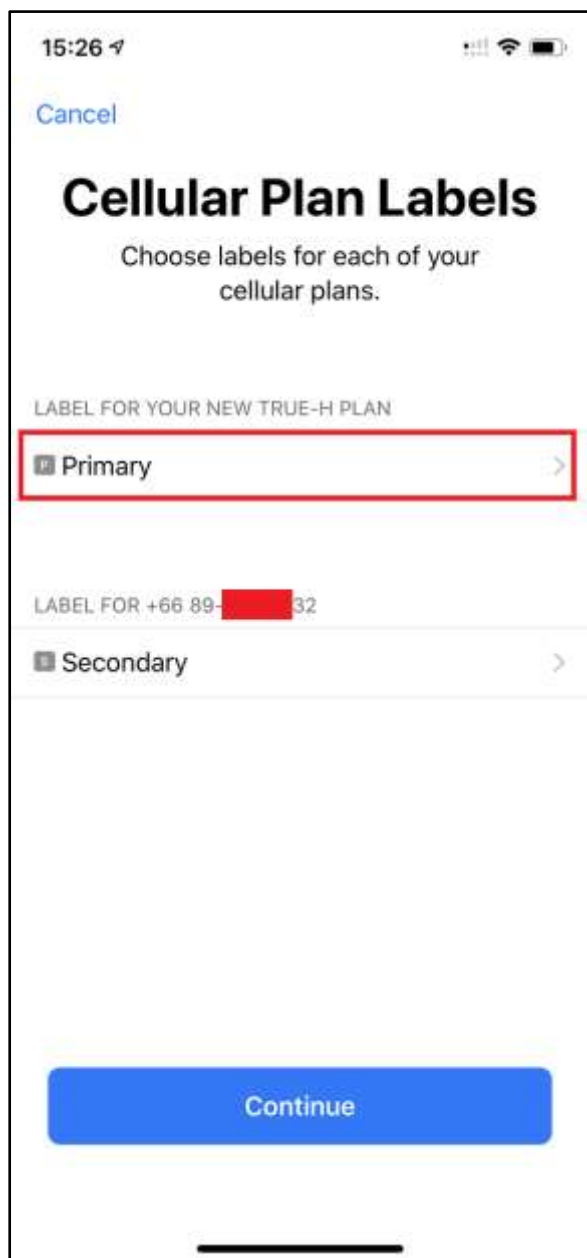 15:26
Cancel
Cellular Plan Labels
Choose labels for each of your
cellular plans.
LABEL FOR YOUR NEW TRUE-H PLAN
P Primary
LABEL FOR +66 89- 32
S Secondary
Continue